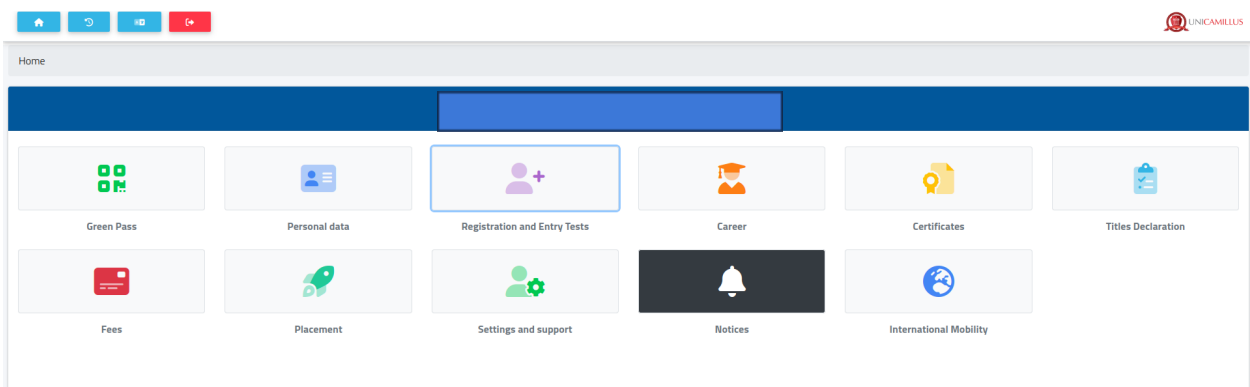 UNICAMILLUS
Home
Green Pass
Personal data
Registration and Entry Tests
Career
Certificates
Titles Declaration
Fees
Placement
Settings and support
Notices
International Mobility